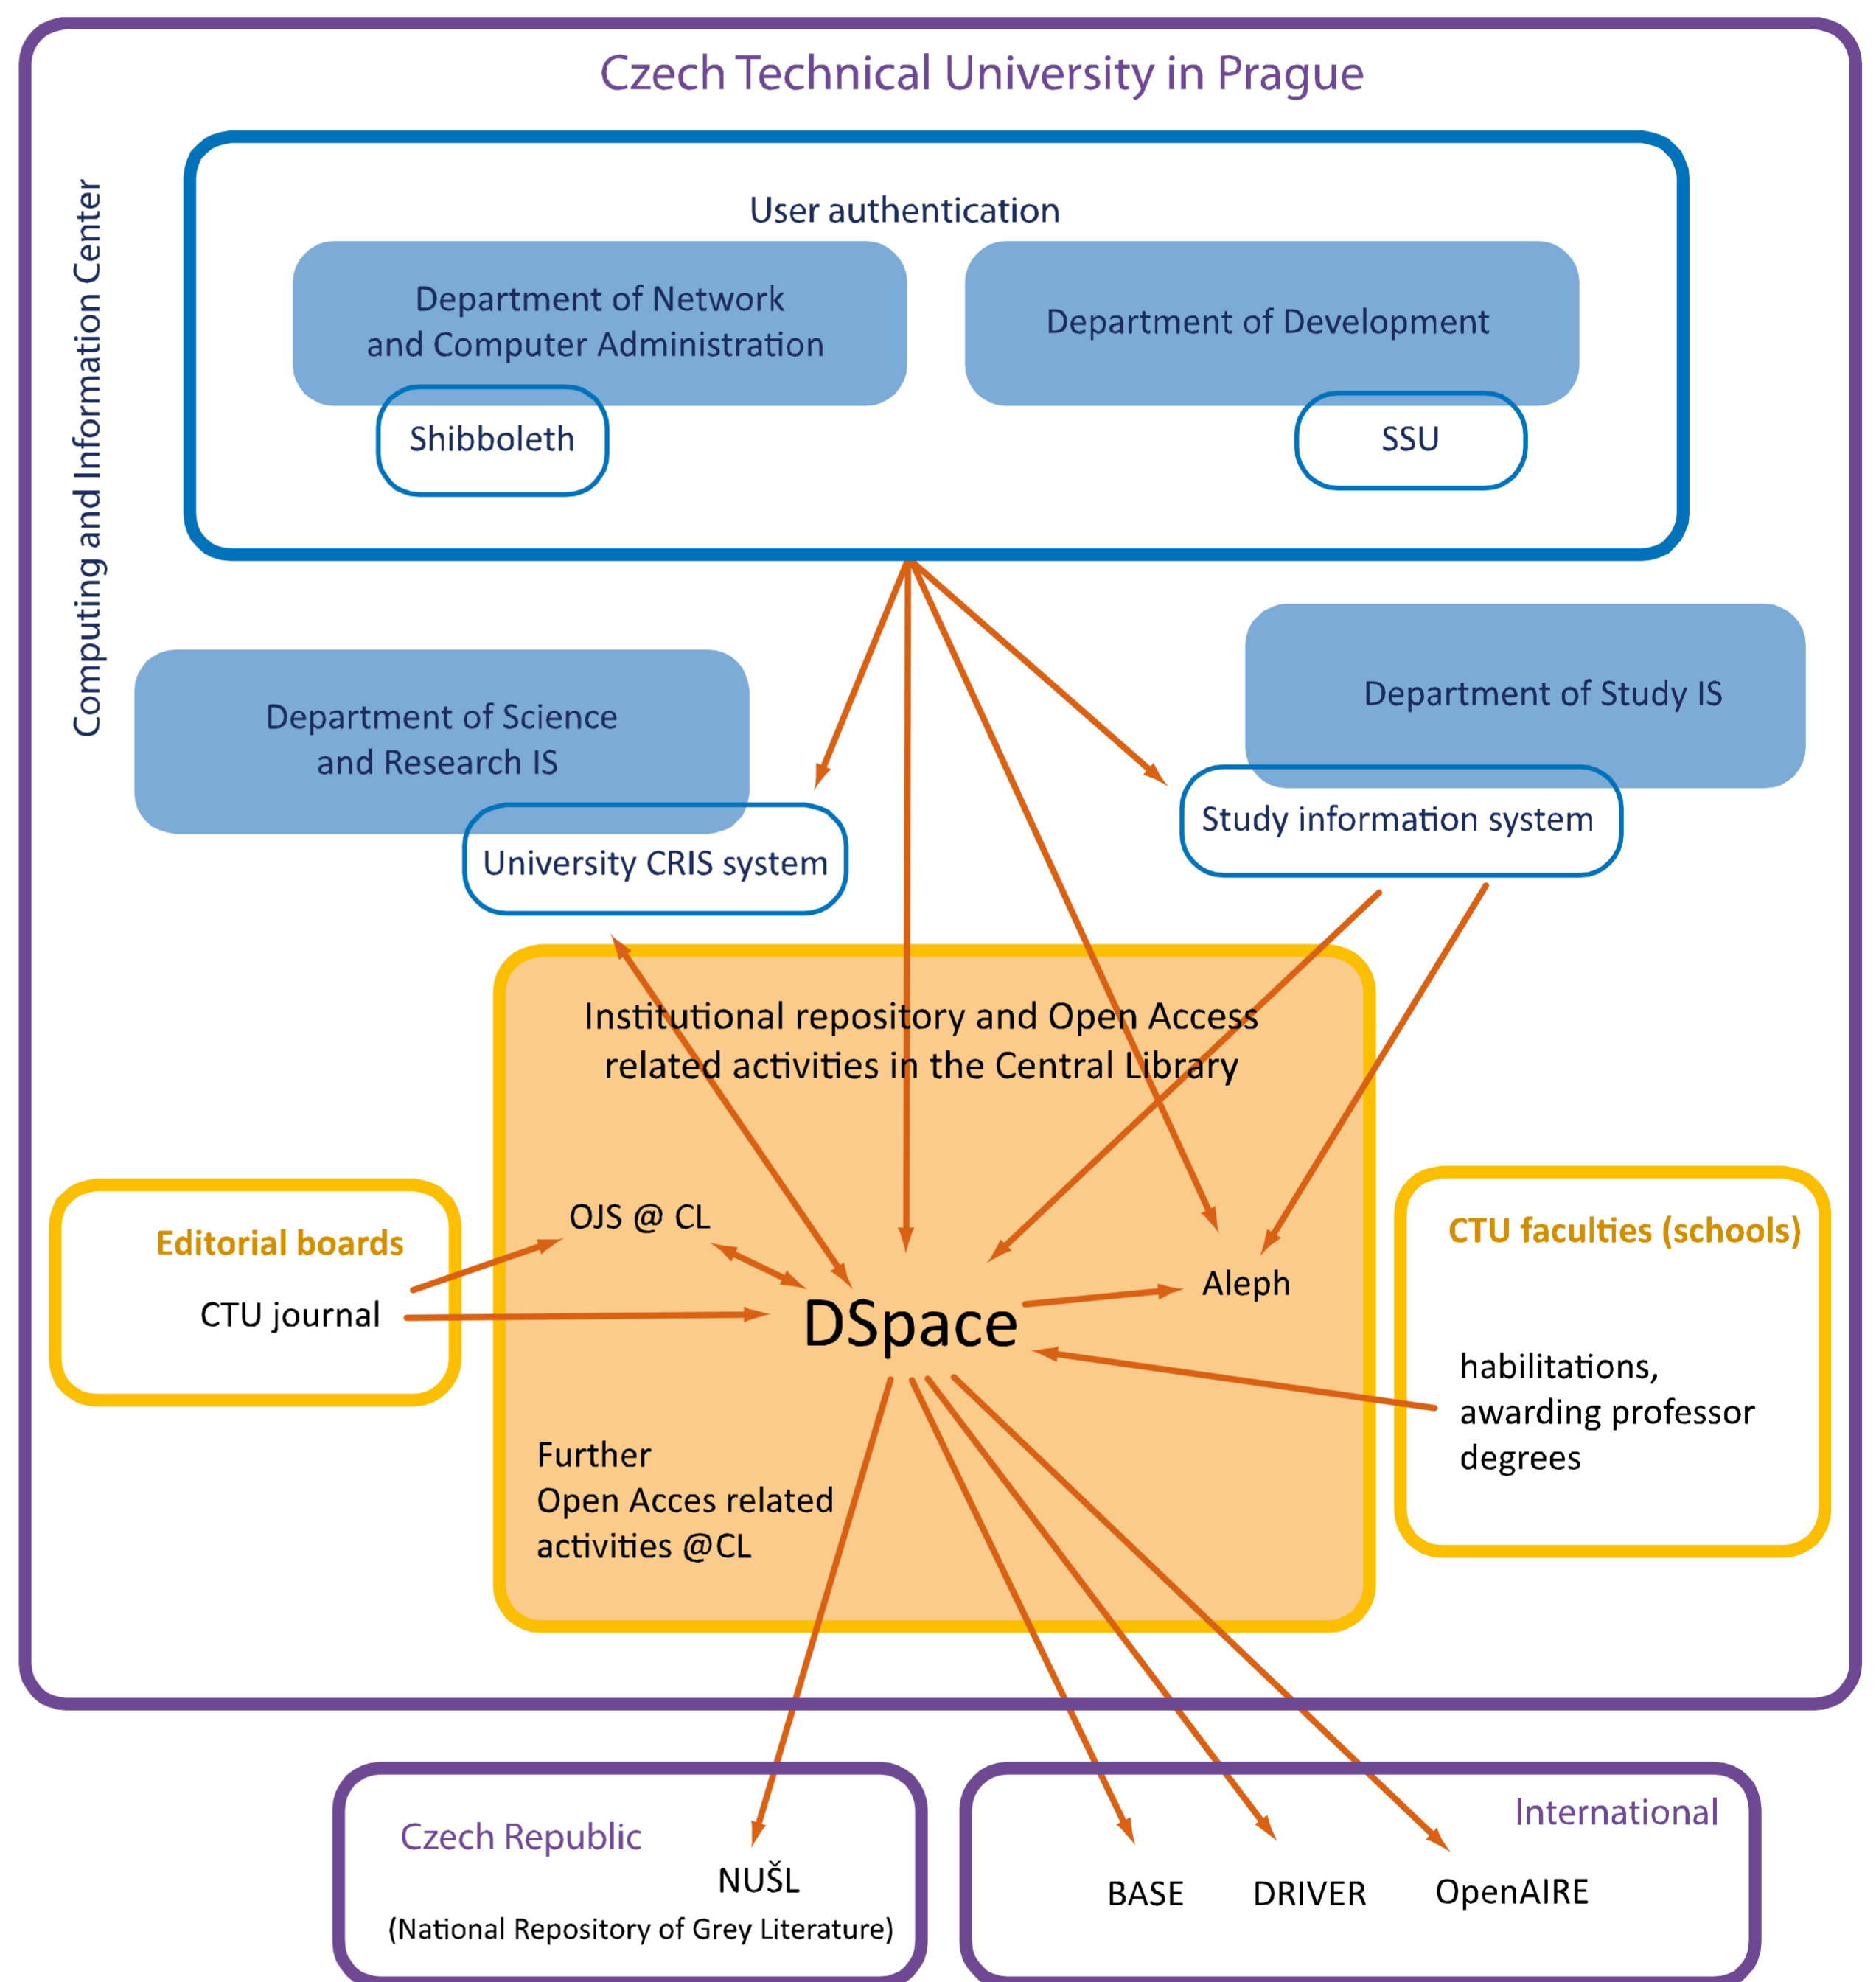 Czech Technical University in Prague
Computing and Information Center
User authentication
Department of Network
and Computer Administration
Department of Development
Shibboleth
SSU
Department of Science
and Research IS
Department of Study IS
University CRIS system
Study information system
Institutional repository and Open Access
related activities in the Central Library
Editorial boards
CTU journal
OJS @ CL
DSpace
Aleph
CTU faculties (schools)
habilitations,
awarding professor
degrees
Further
Open Acces related
activities @CL
Czech Republic
NUŠL
(National Repository of Grey Literature)
International
BASE
DRIVER
OpenAIRE